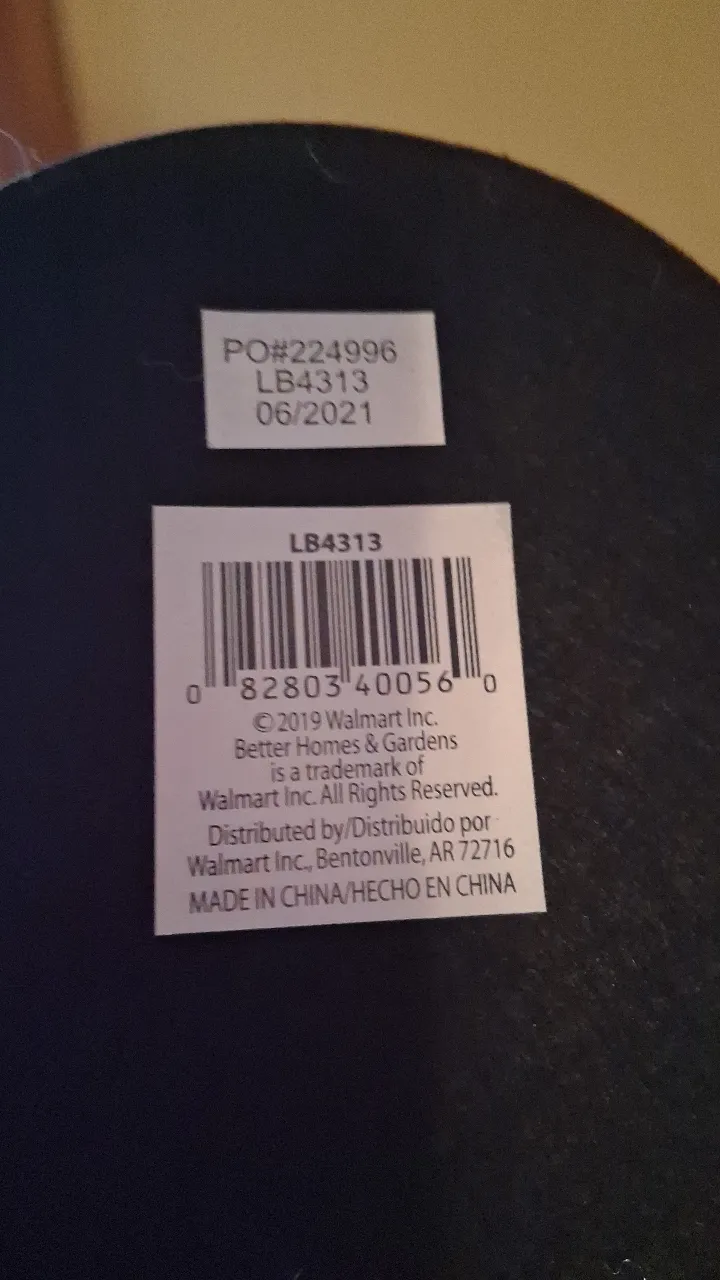 PO#224996
LB4313
06/2021
LB4313
0 82803 40056 0
©2019 Walmart Inc.
Better Homes & Gardens
is a trademark of
Walmart Inc. All Rights Reserved.
Distributed by/Distribuido por
Walmart Inc., Bentonville, AR 72716
MADE IN CHINA/HECHO EN CHINA